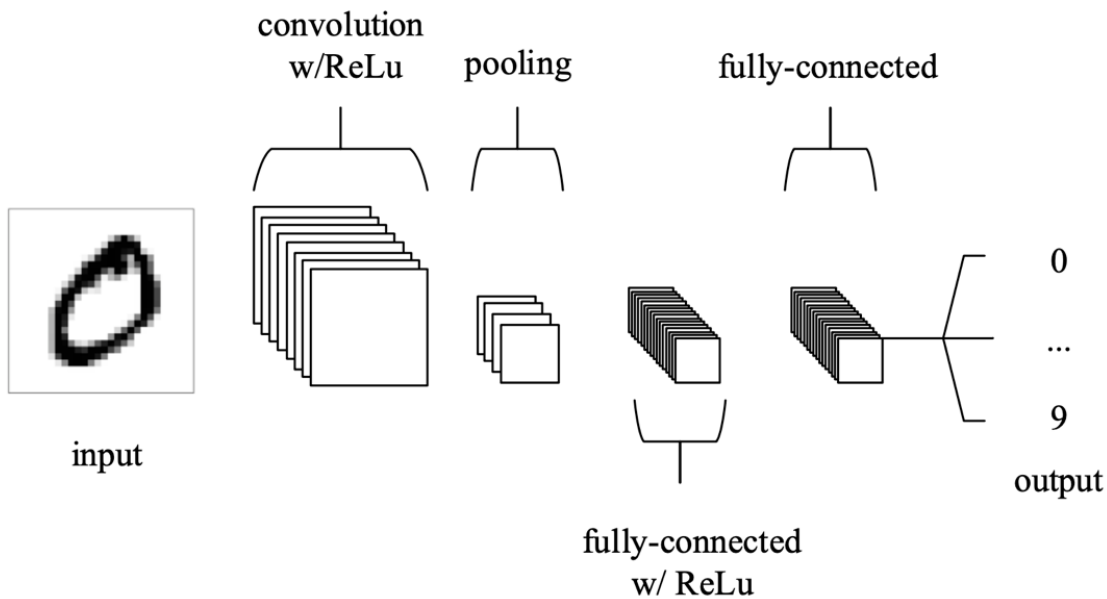 convolution
w/ReLu
pooling
fully-connected
input
0
...
9
output
fully-connected
w/ ReLu